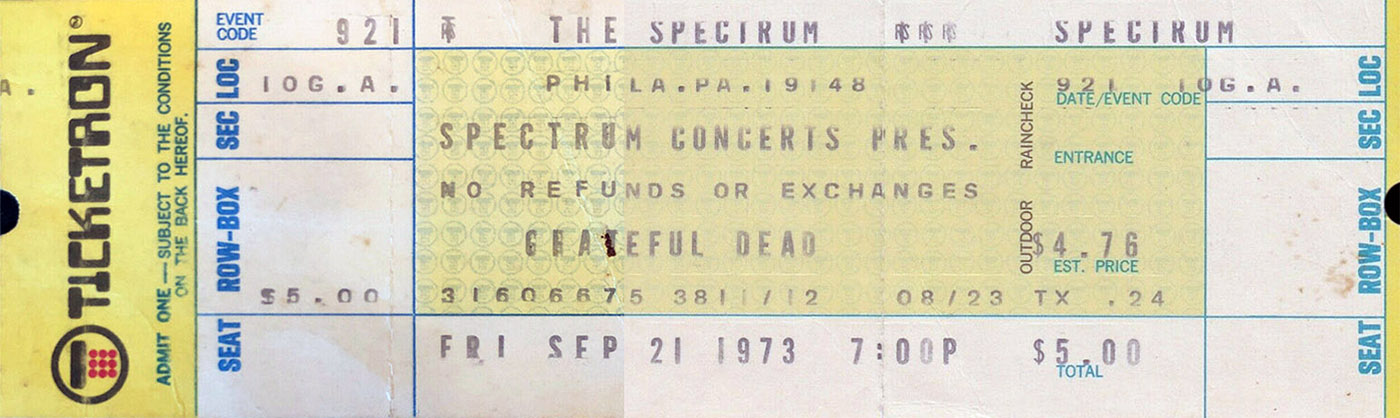 A.
TICKETRON®
ADMIT ONE — SUBJECT TO THE CONDITIONS
ON THE BACK HEREOF.
EVENT
CODE
921
THE SPECTRUM
SPECTRUM
LOC
10G.A.
PHILA.PA.19148
921 10G.A.
DATE/EVENT CODE
LOC
SEC
SPECTRUM CONCERTS PRES.
RAINCHECK
ENTRANCE
SEC
NO REFUNDS OR EXCHANGES
ROW-BOX
GRATEFUL DEAD
OUTDOOR
$4.76
EST. PRICE
ROW-BOX
$5.00
31606675 3811/12
08/23 TX .24
SEAT
FRI SEP 21 1973 7:00P
$5.00
TOTAL
SEAT